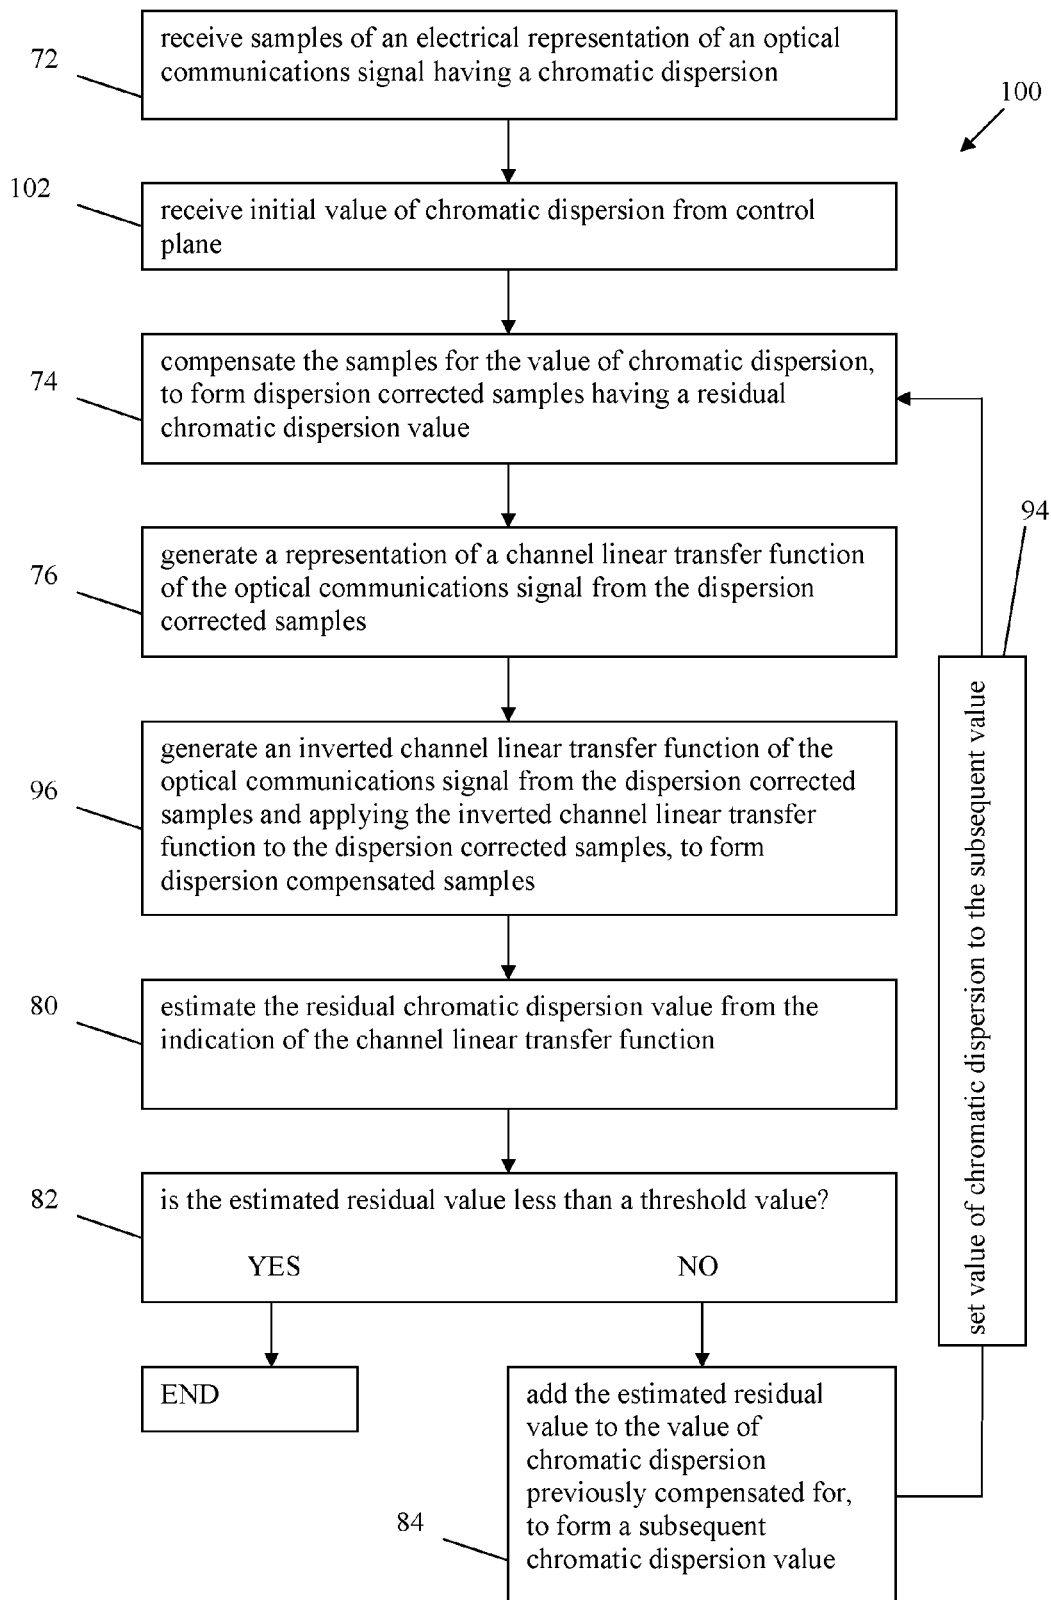 72
receive samples of an electrical representation of an optical
communications signal having a chromatic dispersion
100
102
receive initial value of chromatic dispersion from control
plane
74
compensate the samples for the value of chromatic dispersion,
to form dispersion corrected samples having a residual
chromatic dispersion value
94
76
generate a representation of a channel linear transfer function
of the optical communications signal from the dispersion
corrected samples
set value of chromatic dispersion to the subsequent value
96
generate an inverted channel linear transfer function of the
optical communications signal from the dispersion corrected
samples and applying the inverted channel linear transfer
function to the dispersion corrected samples, to form
dispersion compensated samples
80
estimate the residual chromatic dispersion value from the
indication of the channel linear transfer function
82
is the estimated residual value less than a threshold value?
YES
NO
END
84
add the estimated residual
value to the value of
chromatic dispersion
previously compensated for,
to form a subsequent
chromatic dispersion value